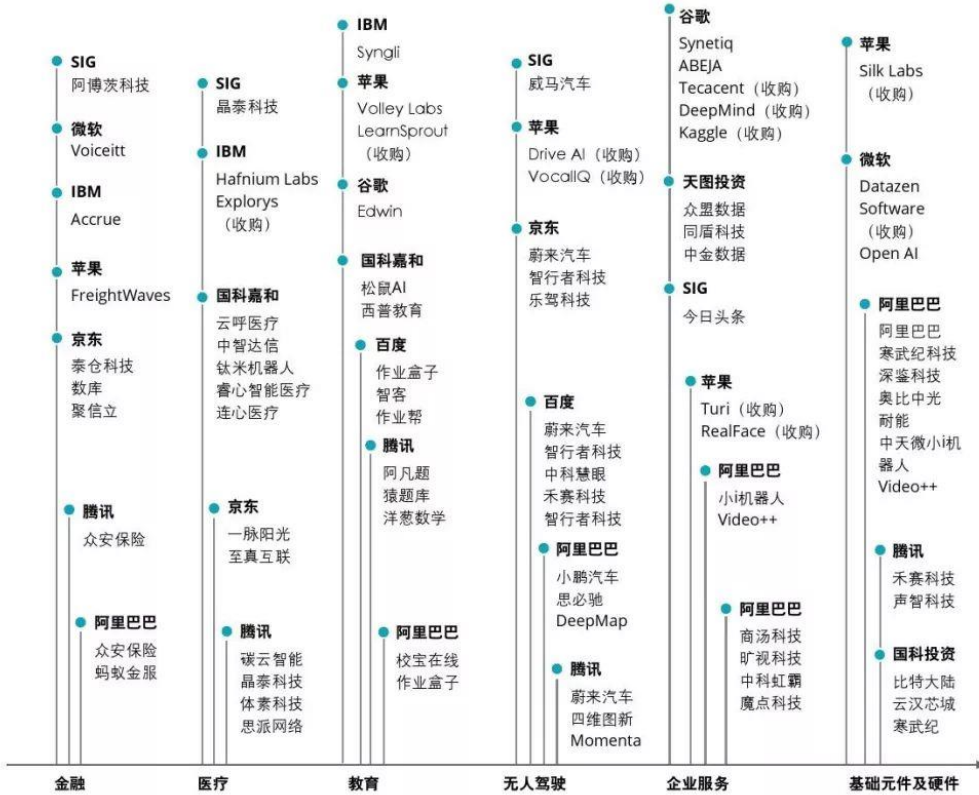 SIG
阿博茨科技
微软
Voiceitt
IBM
Accrue
苹果
FreightWaves
京东
泰仓科技
数库
聚信立
腾讯
众安保险
阿里巴巴
众安保险
蚂蚁金服
金融
SIG
晶泰科技
IBM
Hafnium Labs
Explorys
（收购）
国科嘉和
云呼医疗
中智达信
钛米机器人
睿心智能医疗
连心医疗
京东
一脉阳光
至真互联
腾讯
碳云智能
晶泰科技
体素科技
思派网络
医疗
IBM
Syngli
苹果
Volley Labs
LearnSprout
（收购）
谷歌
Edwin
国科嘉和
松鼠AI
西普教育
百度
作业盒子
智客
作业帮
腾讯
阿凡题
猿题库
洋葱数学
阿里巴巴
校宝在线
作业盒子
教育
SIG
威马汽车
苹果
Drive AI（收购）
VocalIQ（收购）
京东
蔚来汽车
智行者科技
乐驾科技
百度
蔚来汽车
智行者科技
中科慧眼
禾赛科技
智行者科技
阿里巴巴
小鹏汽车
思必驰
DeepMap
腾讯
蔚来汽车
四维图新
Momenta
无人驾驶
谷歌
Synetiq
ABEJA
Tecacent（收购）
DeepMind（收购）
Kaggle（收购）
天图投资
众盟数据
同盾科技
中金数据
SIG
今日头条
苹果
Turi（收购）
RealFace（收购）
阿里巴巴
小i机器人
Video++
阿里巴巴
商汤科技
旷视科技
中科虹霸
魔点科技
企业服务
苹果
Silk Labs
（收购）
微软
Datazen
Software
（收购）
Open AI
阿里巴巴
阿里巴巴
寒武纪科技
深鉴科技
奥比中光
耐能
中天微小i机
器人
Video++
腾讯
禾赛科技
声智科技
国科投资
比特大陆
云汉芯城
寒武纪
基础元件及硬件